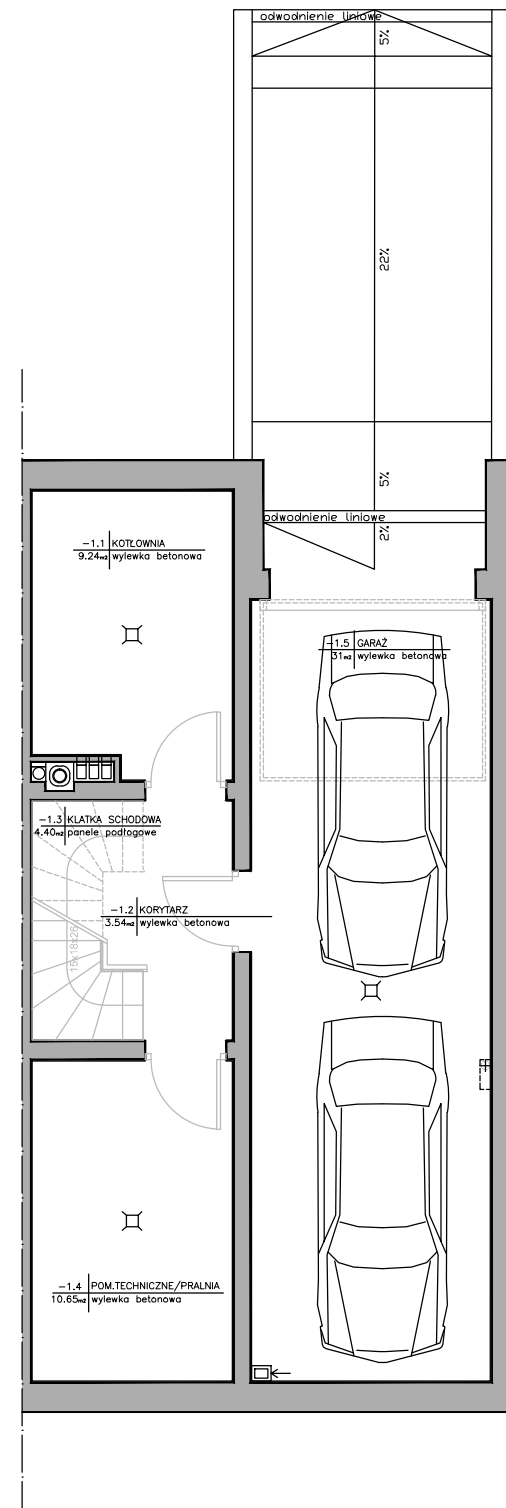 odwodnienie liniowe
5%
22%
5%
odwodnienie liniowe
2%
-1.1 KOTŁOWNIA
9.24m2 wylewka betonowa
-1.5 GARAŻ
31m2 wylewka betonowa
-1.3 KLATKA SCHODOWA
4.40m2 panele podłogowe
-1.2 KORYTARZ
3.54m2 wylewka betonowa
15x18x26
-1.4 POM.TECHNICZNE/PRALNIA
10.65m2 wylewka betonowa